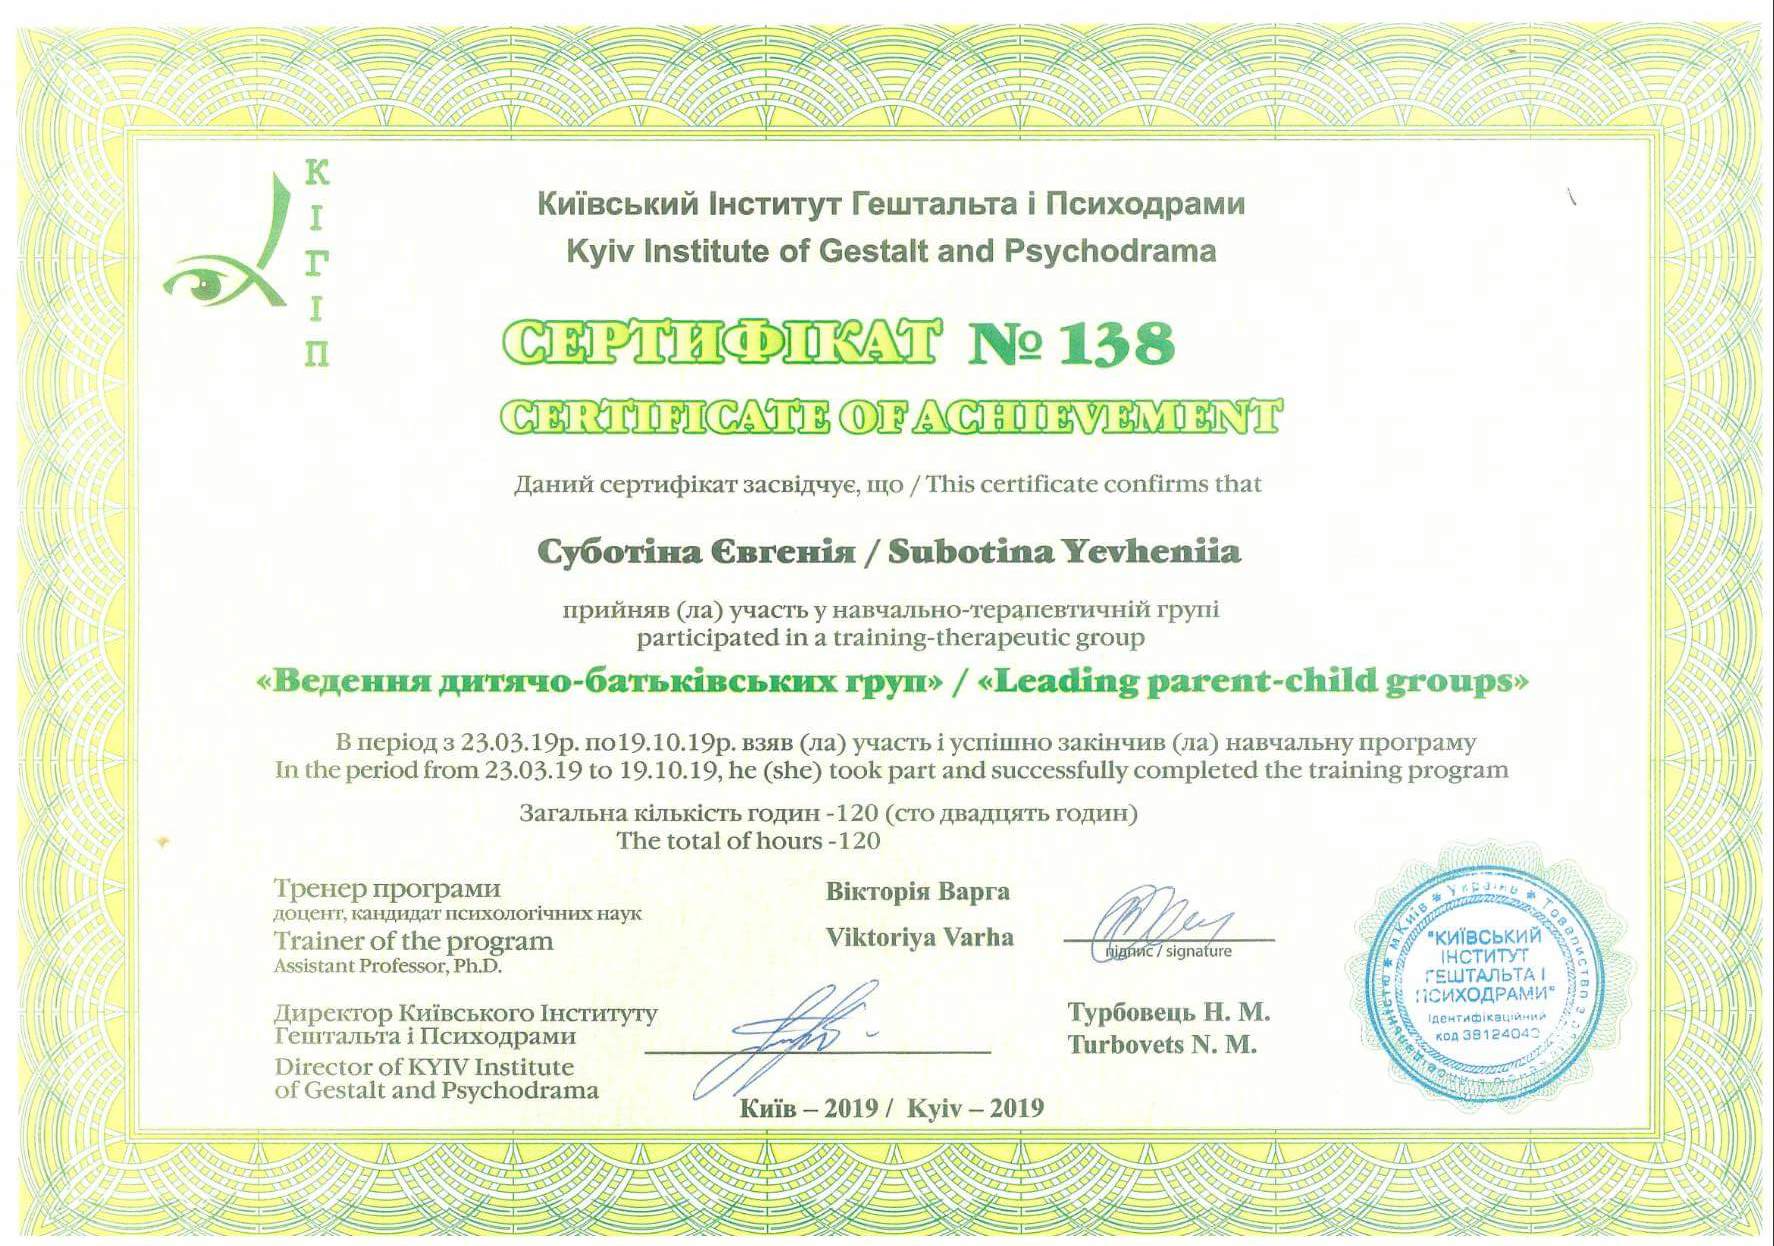 КІГІП
Київський Інститут Гештальта і Психодрами
Kyiv Institute of Gestalt and Psychodrama
СЕРТИФІКАТ № 138
CERTIFICATE OF ACHIEVEMENT
Даний сертифікат засвідчує, що / This certificate confirms that
Суботіна Євгенія / Subotina Yevheniia
прийняв (ла) участь у навчально-терапевтичній групі
participated in a training-therapeutic group
«Ведення дитячо-батьківських груп» / «Leading parent-child groups»
В період з 23.03.19р. по19.10.19р. взяв (ла) участь і успішно закінчив (ла) навчальну програму
In the period from 23.03.19 to 19.10.19, he (she) took part and successfully completed the training program
Загальна кількість годин -120 (сто двадцять годин)
The total of hours -120
Тренер програми
доцент, кандидат психологічних наук
Trainer of the program
Assistant Professor, Ph.D.
Вікторія Варга
Viktoriya Varha
підпис / signature
Директор Київського Інституту
Гештальта і Психодрами
Director of KYIV Institute
of Gestalt and Psychodrama
Турбовець Н. М.
Turbovets N. M.
Київ – 2019 / Kyiv – 2019
* м.Київ * Україна * Товариство з
"КИЇВСЬКИЙ
ІНСТИТУТ
ГЕШТАЛЬТА І
ПСИХОДРАМИ"
Ідентифікаційний
код